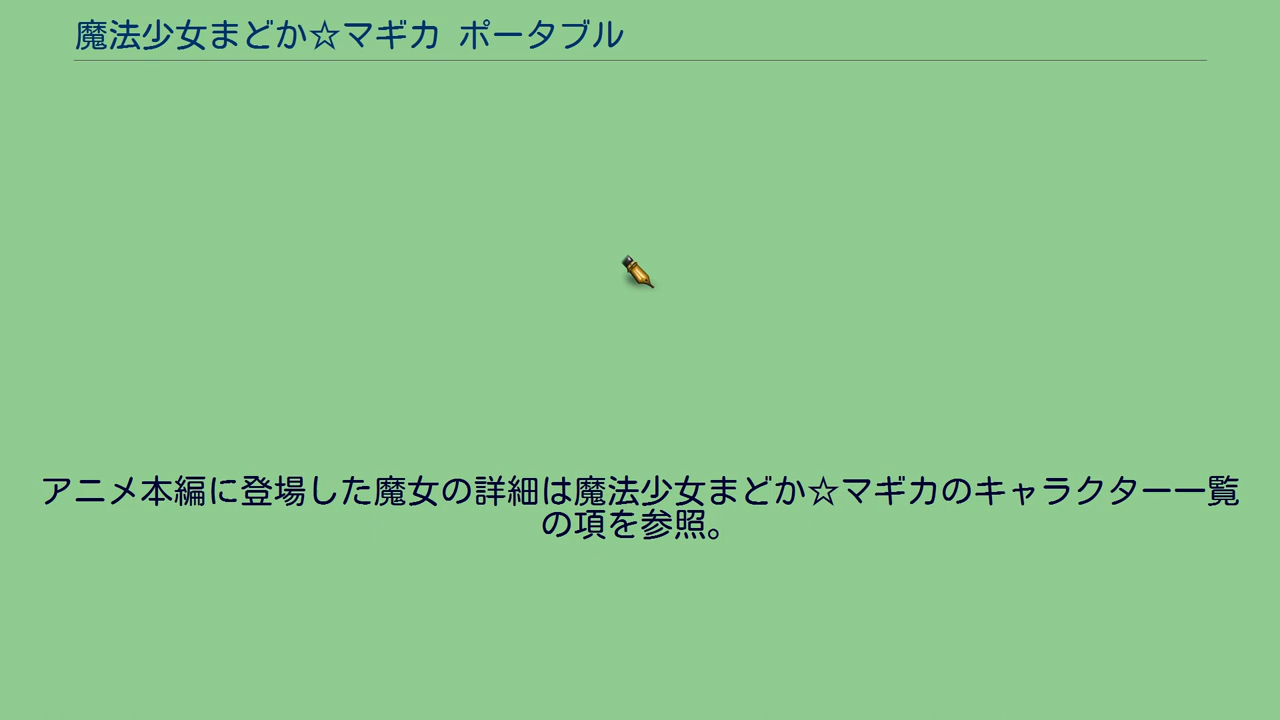 魔法少女まどか☆マギカ ポータブル
アニメ本編に登場した魔女の詳細は魔法少女まどか☆マギカのキャラクター一覧
の項を参照。